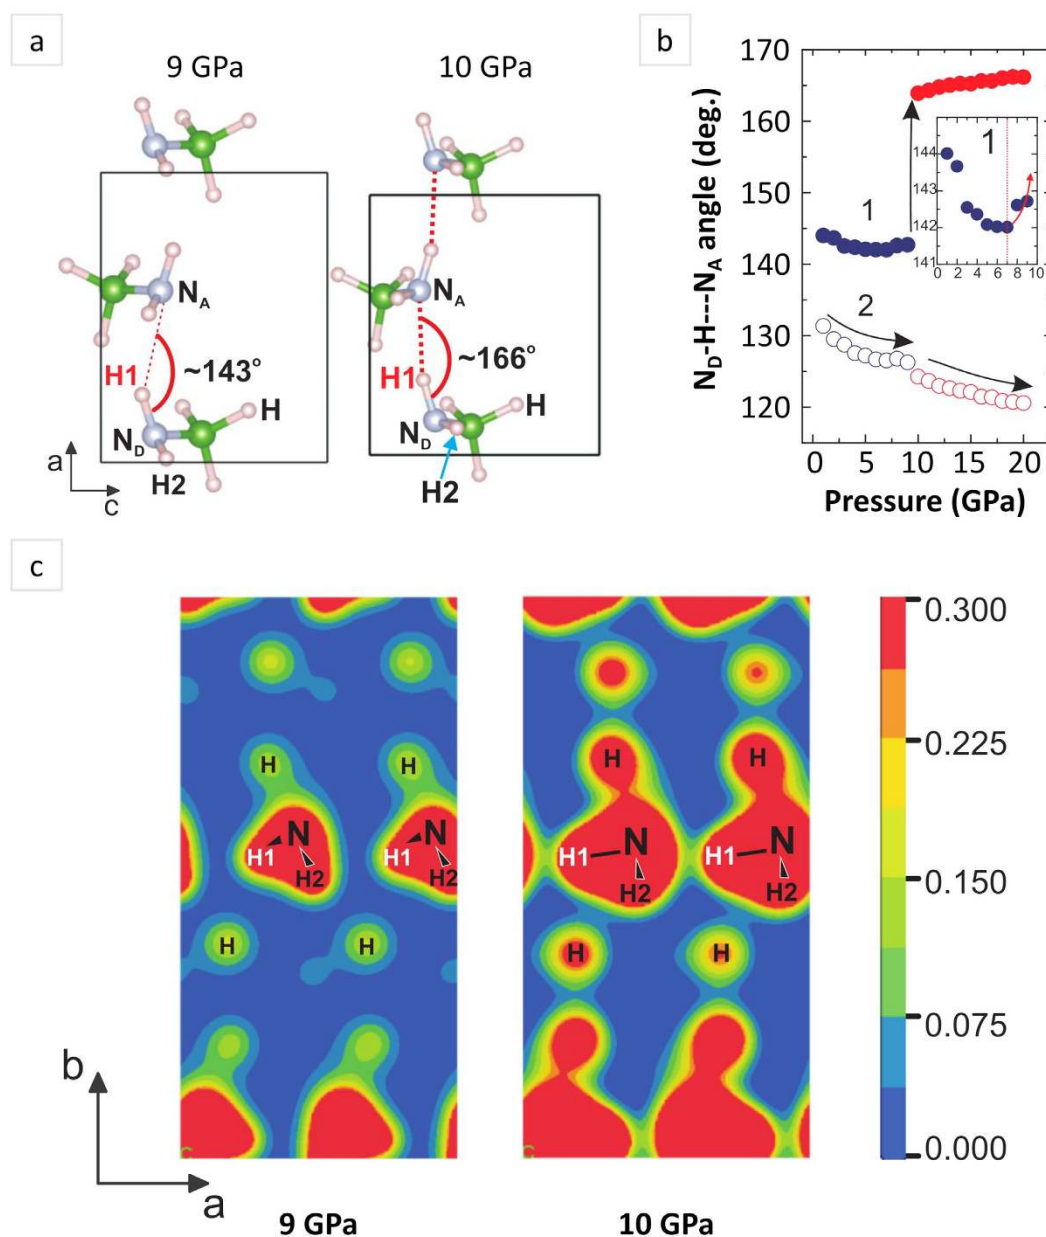 a
9 GPa
10 GPa
N_A
N_A
H1
~143°
H1
~166°
H
H
N_D
N_D
H2
H2
a
c
b
N_D-H---N_A angle (deg.)
170
160
150
140
130
120
1
2
0
5
10
15
20
Pressure (GPa)
1
144
143
142
141
0 2 4 6 8 10
c
H H
N N
H1 H1
H2 H2
H H
C
9 GPa
H H
N N
H1 H1
H2 H2
H H
C
10 GPa
0.300
0.225
0.150
0.075
0.000
b
a